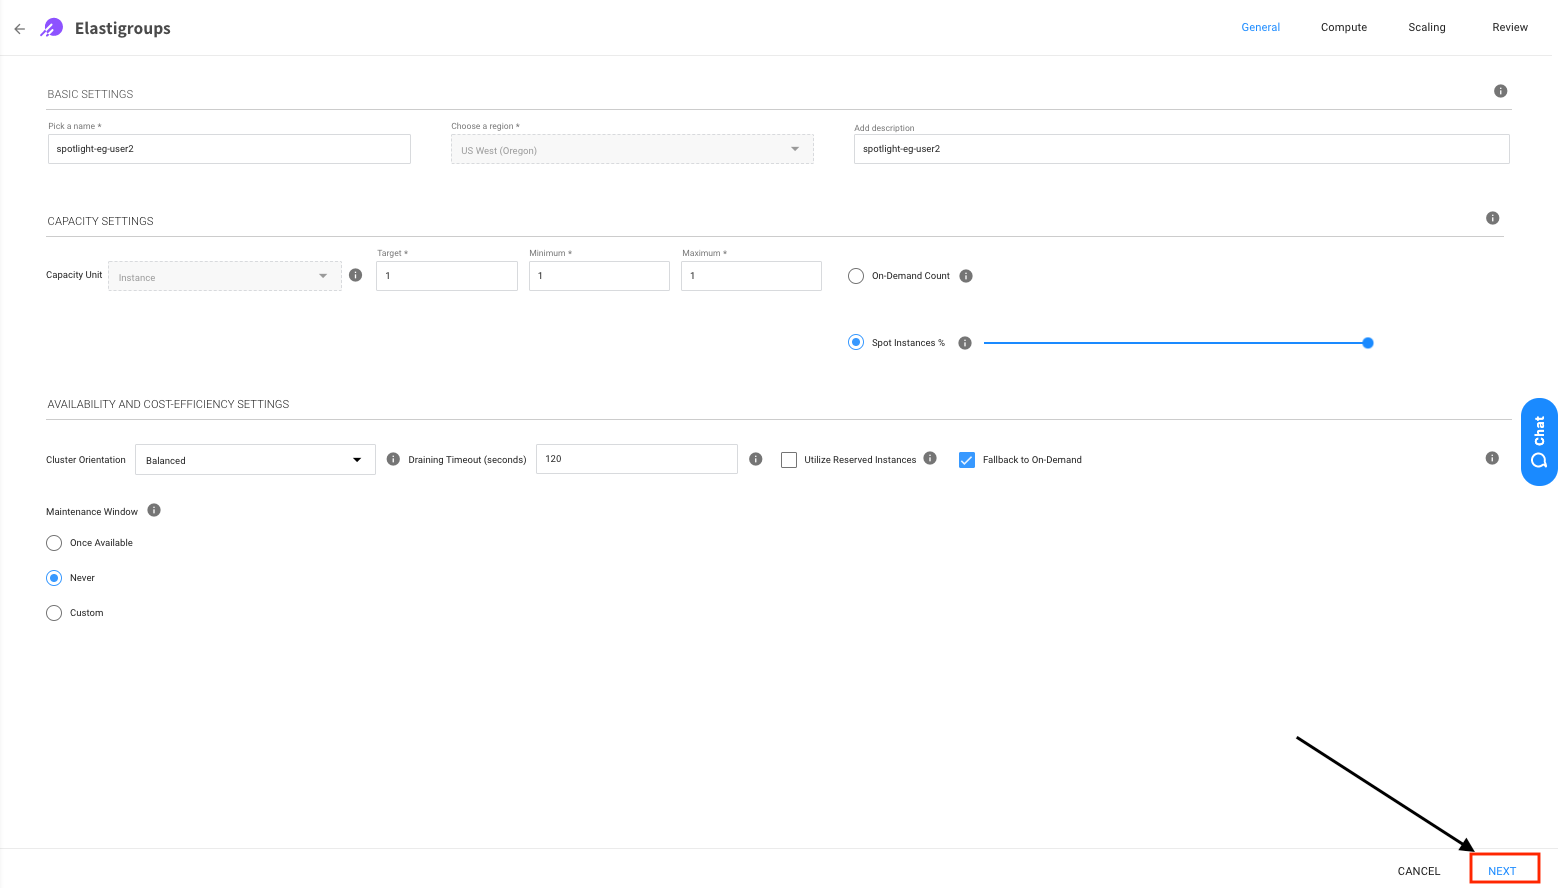 Elastigroups
General
Compute
Scaling
Review
BASIC SETTINGS
Pick a name *
Choose a region *
Add description
spotlight-eg-user2
US West (Oregon)
spotlight-eg-user2
CAPACITY SETTINGS
Target *
Minimum *
Maximum *
Capacity Unit
Instance
1
1
1
On-Demand Count
Spot Instances %
AVAILABILITY AND COST-EFFICIENCY SETTINGS
Cluster Orientation
Balanced
Draining Timeout (seconds)
120
Utilize Reserved Instances
Fallback to On-Demand
Chat
Maintenance Window
Once Available
Never
Custom
CANCEL
NEXT